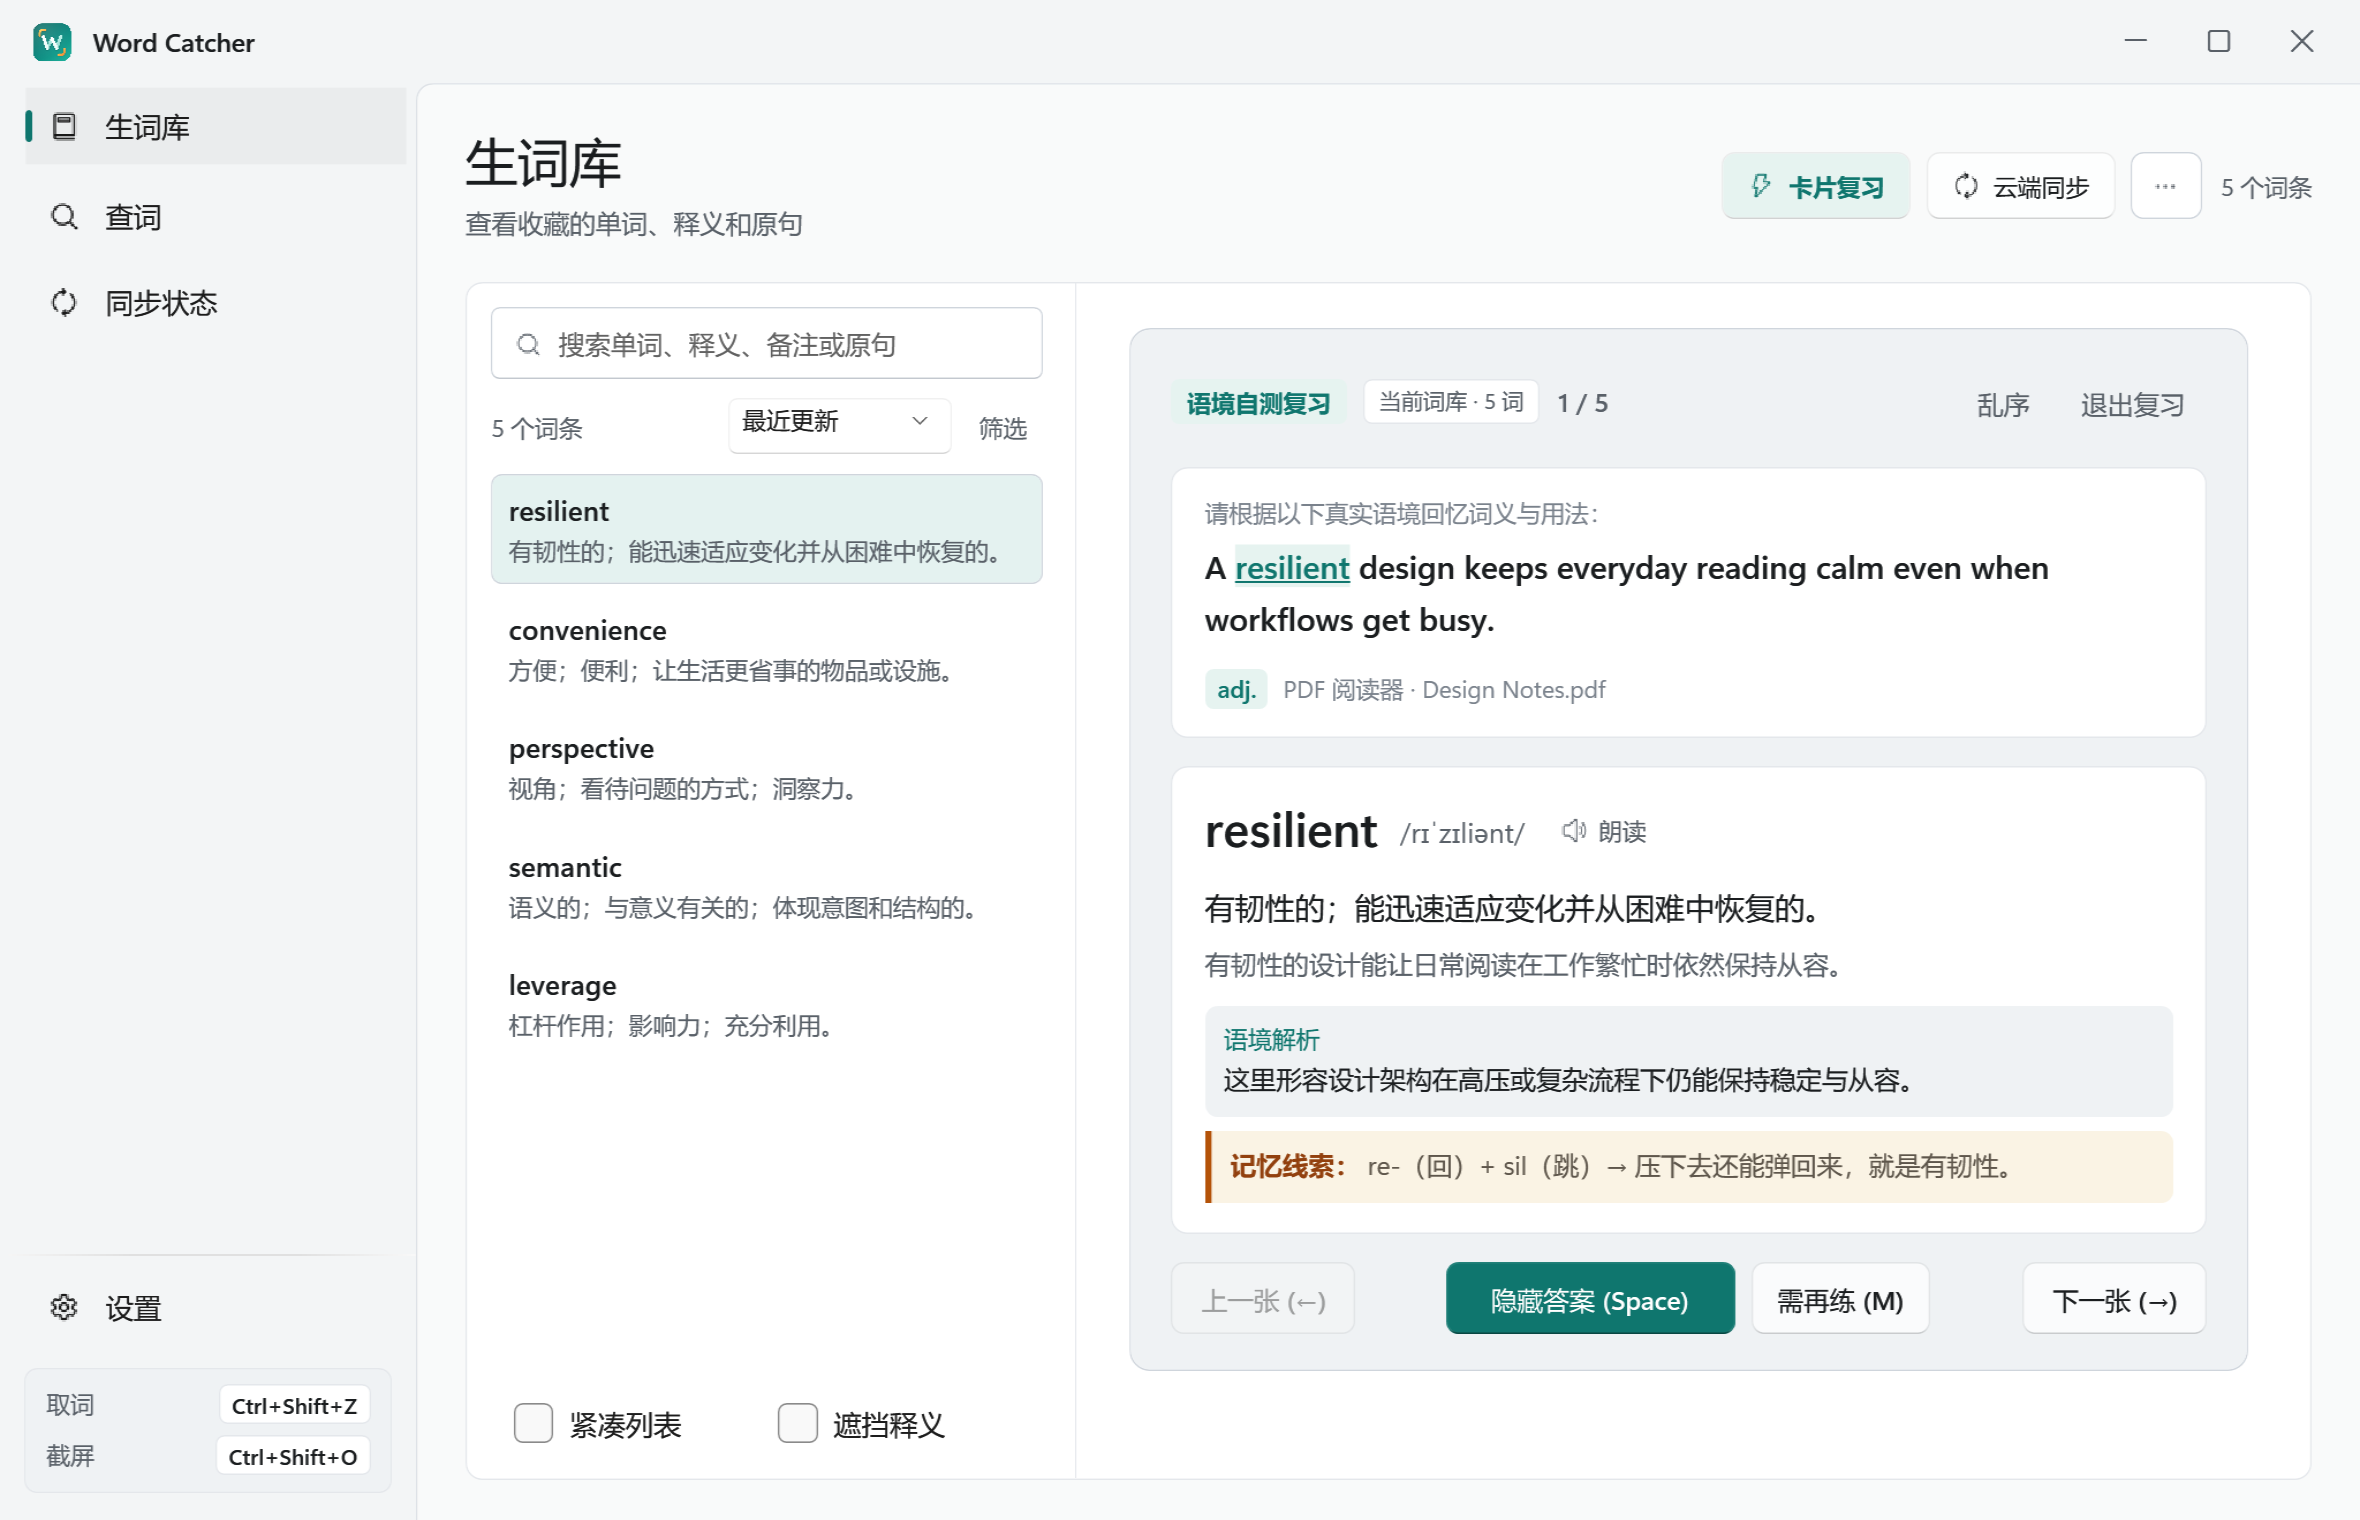 Word Catcher
生词库
查词
同步状态
设置
取词 Ctrl+Shift+Z
截屏 Ctrl+Shift+O
生词库
查看收藏的单词、释义和原句
卡片复习
云端同步
···
5 个词条
搜索单词、释义、备注或原句
5 个词条 最近更新 筛选
resilient
有韧性的；能迅速适应变化并从困难中恢复的。
convenience
方便；便利；让生活更省事的物品或设施。
perspective
视角；看待问题的方式；洞察力。
semantic
语义的；与意义有关的；体现意图和结构的。
leverage
杠杆作用；影响力；充分利用。
紧凑列表 遮挡释义
语境自测复习 当前词库 · 5 词 1 / 5 乱序 退出复习
请根据以下真实语境回忆词义与用法：
A resilient design keeps everyday reading calm even when
workflows get busy.
adj. PDF 阅读器 · Design Notes.pdf
resilient /rɪˈzɪliənt/ 朗读
有韧性的；能迅速适应变化并从困难中恢复的。
有韧性的设计能让日常阅读在工作繁忙时依然保持从容。
语境解析
这里形容设计架构在高压或复杂流程下仍能保持稳定与从容。
记忆线索： re-（回）+ sil（跳）→ 压下去还能弹回来，就是有韧性。
上一张 (←) 隐藏答案 (Space) 需再练 (M) 下一张 (→)